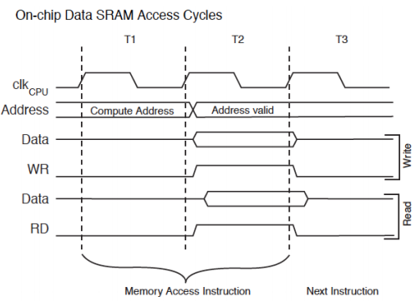 On-chip Data SRAM Access Cycles
T1 T2 T3
clkCPU
Address Compute Address Address valid
Data
WR
Write
Data
RD
Read
Memory Access Instruction Next Instruction